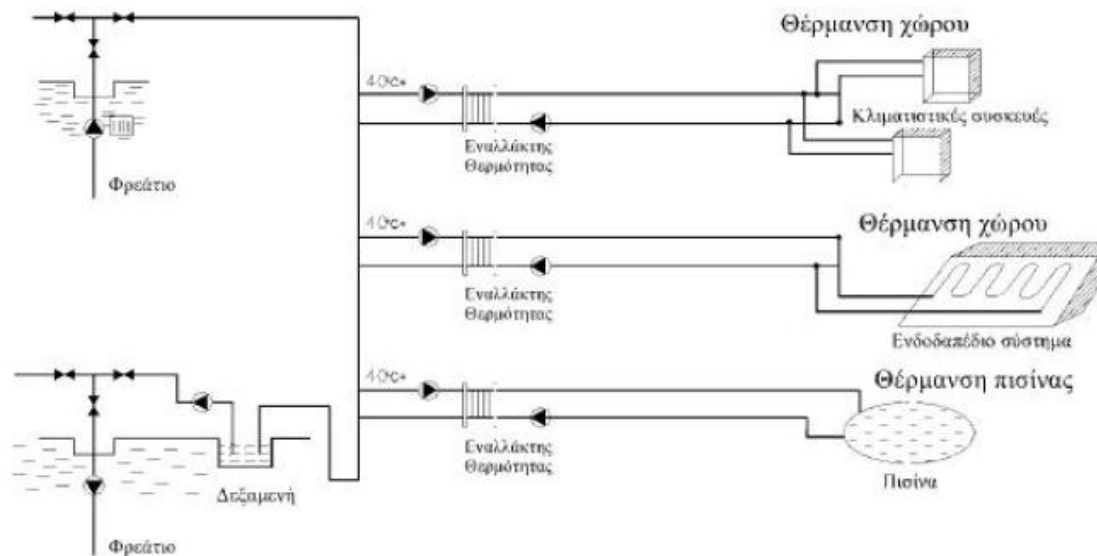 Θέρμανση χώρου
40°C
Κλιματιστικές συσκευές
Εναλλάκτης
Θερμότητας
Φρεάτιο
Θέρμανση χώρου
40°C
Εναλλάκτης
Θερμότητας
Ενδοδαπέδιο σύστημα
Θέρμανση πισίνας
40°C
Εναλλάκτης
Θερμότητας
Πισίνα
Δεξαμενή
Φρεάτιο